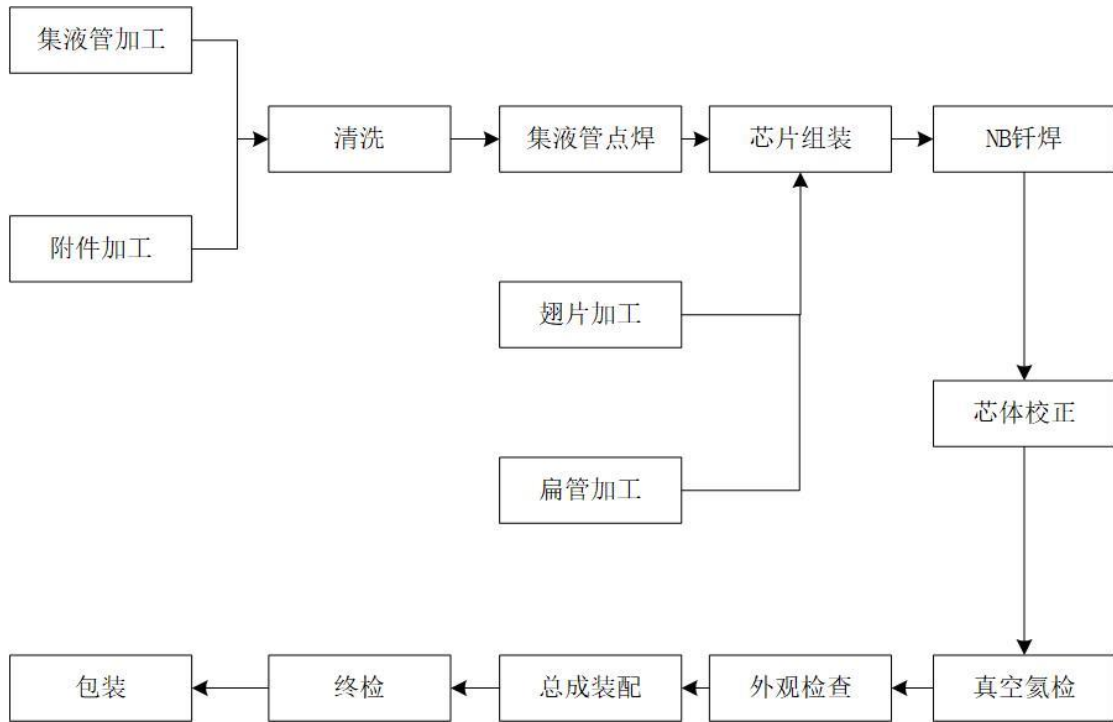 集液管加工
清洗
集液管点焊
芯片组装
NB钎焊
附件加工
翅片加工
芯体校正
扁管加工
包装
终检
总成装配
外观检查
真空氦检